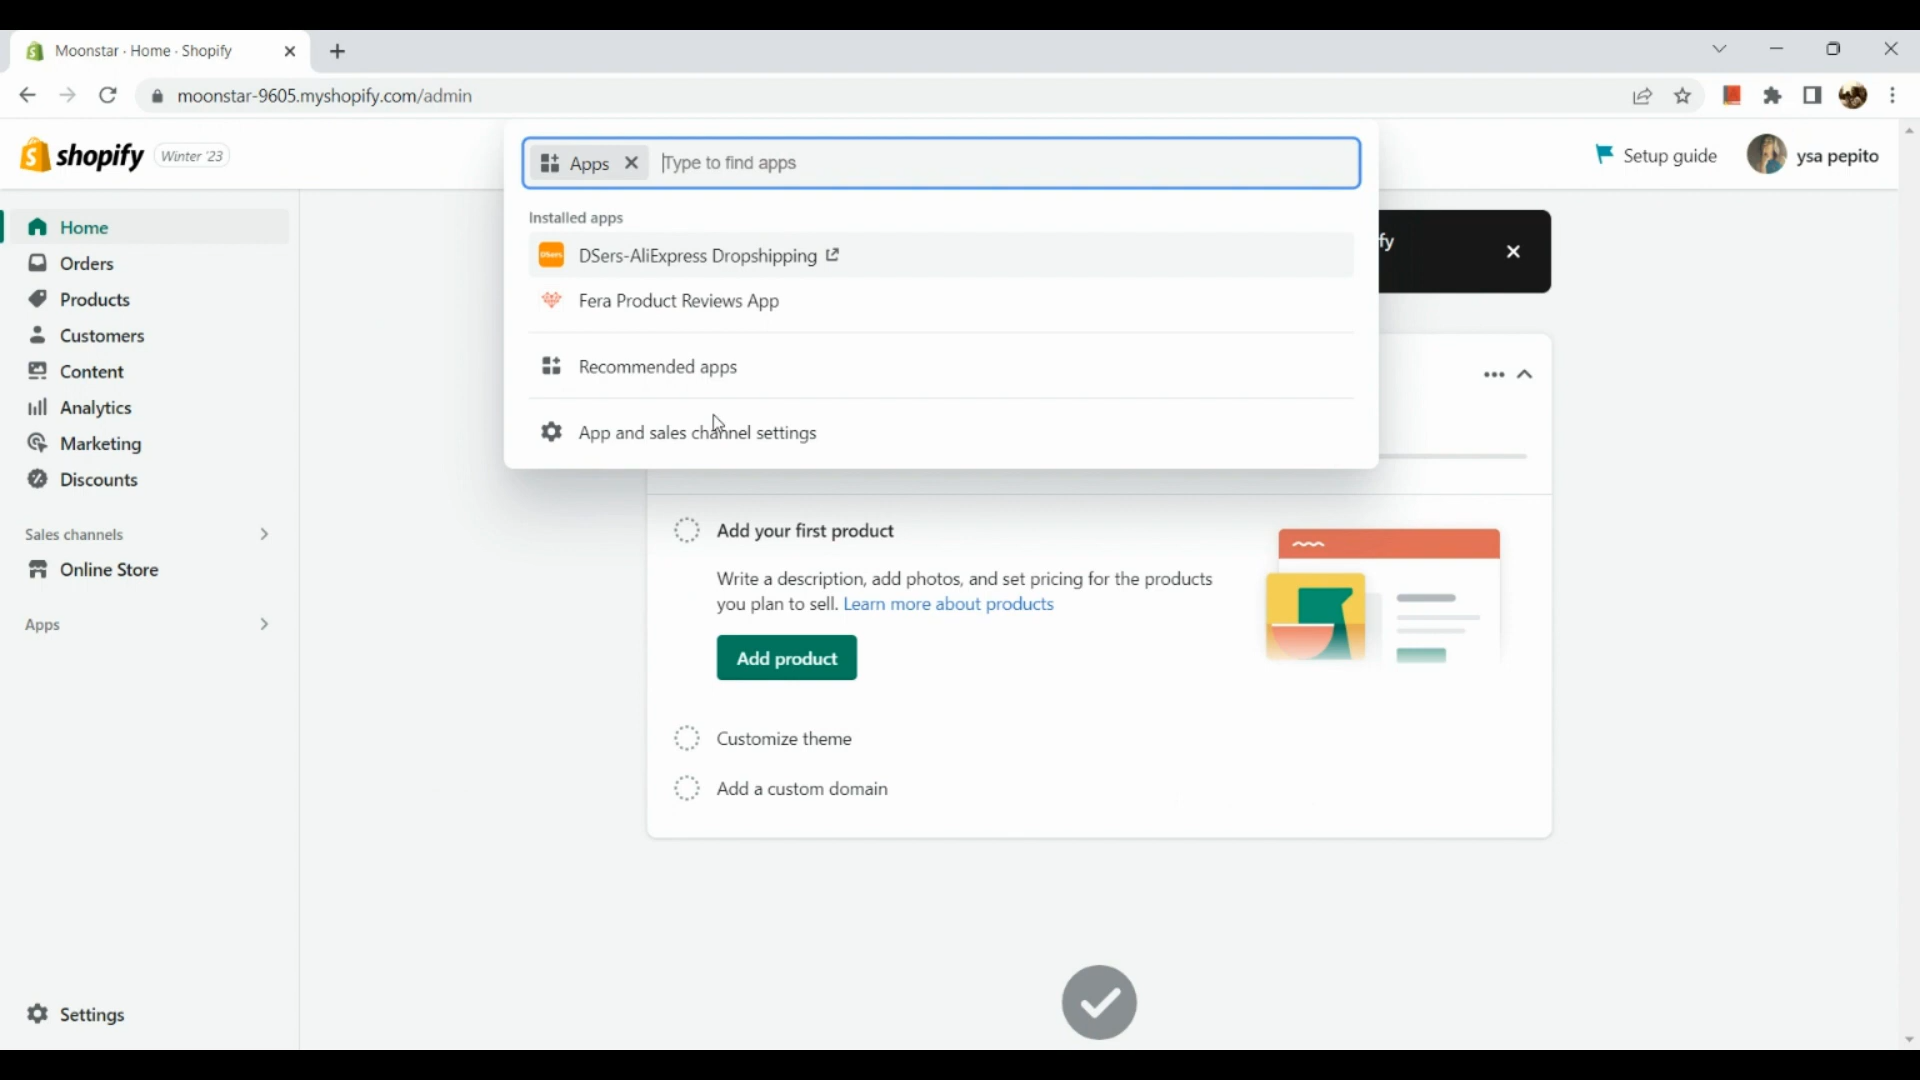 Moonstar · Home · Shopify
moonstar-9605.myshopify.com/admin
shopify Winter '23
Apps Type to find apps
Setup guide
ysa pepito
Installed apps
DSers
DSers-AliExpress Dropshipping
Fera Product Reviews App
Recommended apps
App and sales channel settings
fy
Home
Orders
Products
Customers
Content
Analytics
Marketing
Discounts
Sales channels
Online Store
Apps
Settings
Add your first product
Write a description, add photos, and set pricing for the products
you plan to sell. Learn more about products
Add product
Customize theme
Add a custom domain